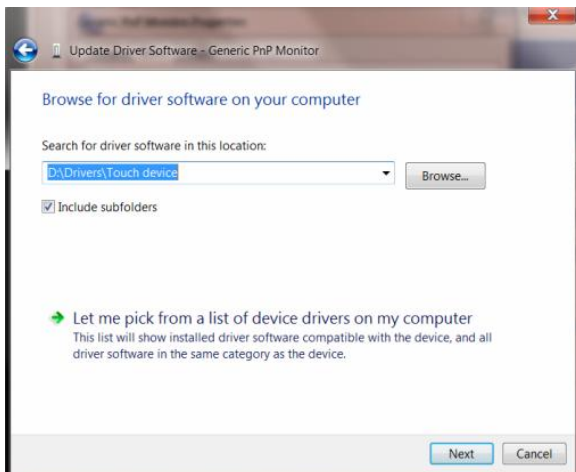 Update Driver Software - Generic PnP Monitor
Browse for driver software on your computer
Search for driver software in this location:
D:\Drivers\Touch device
Browse...
Include subfolders
Let me pick from a list of device drivers on my computer
This list will show installed driver software compatible with the device, and all
driver software in the same category as the device.
Next
Cancel